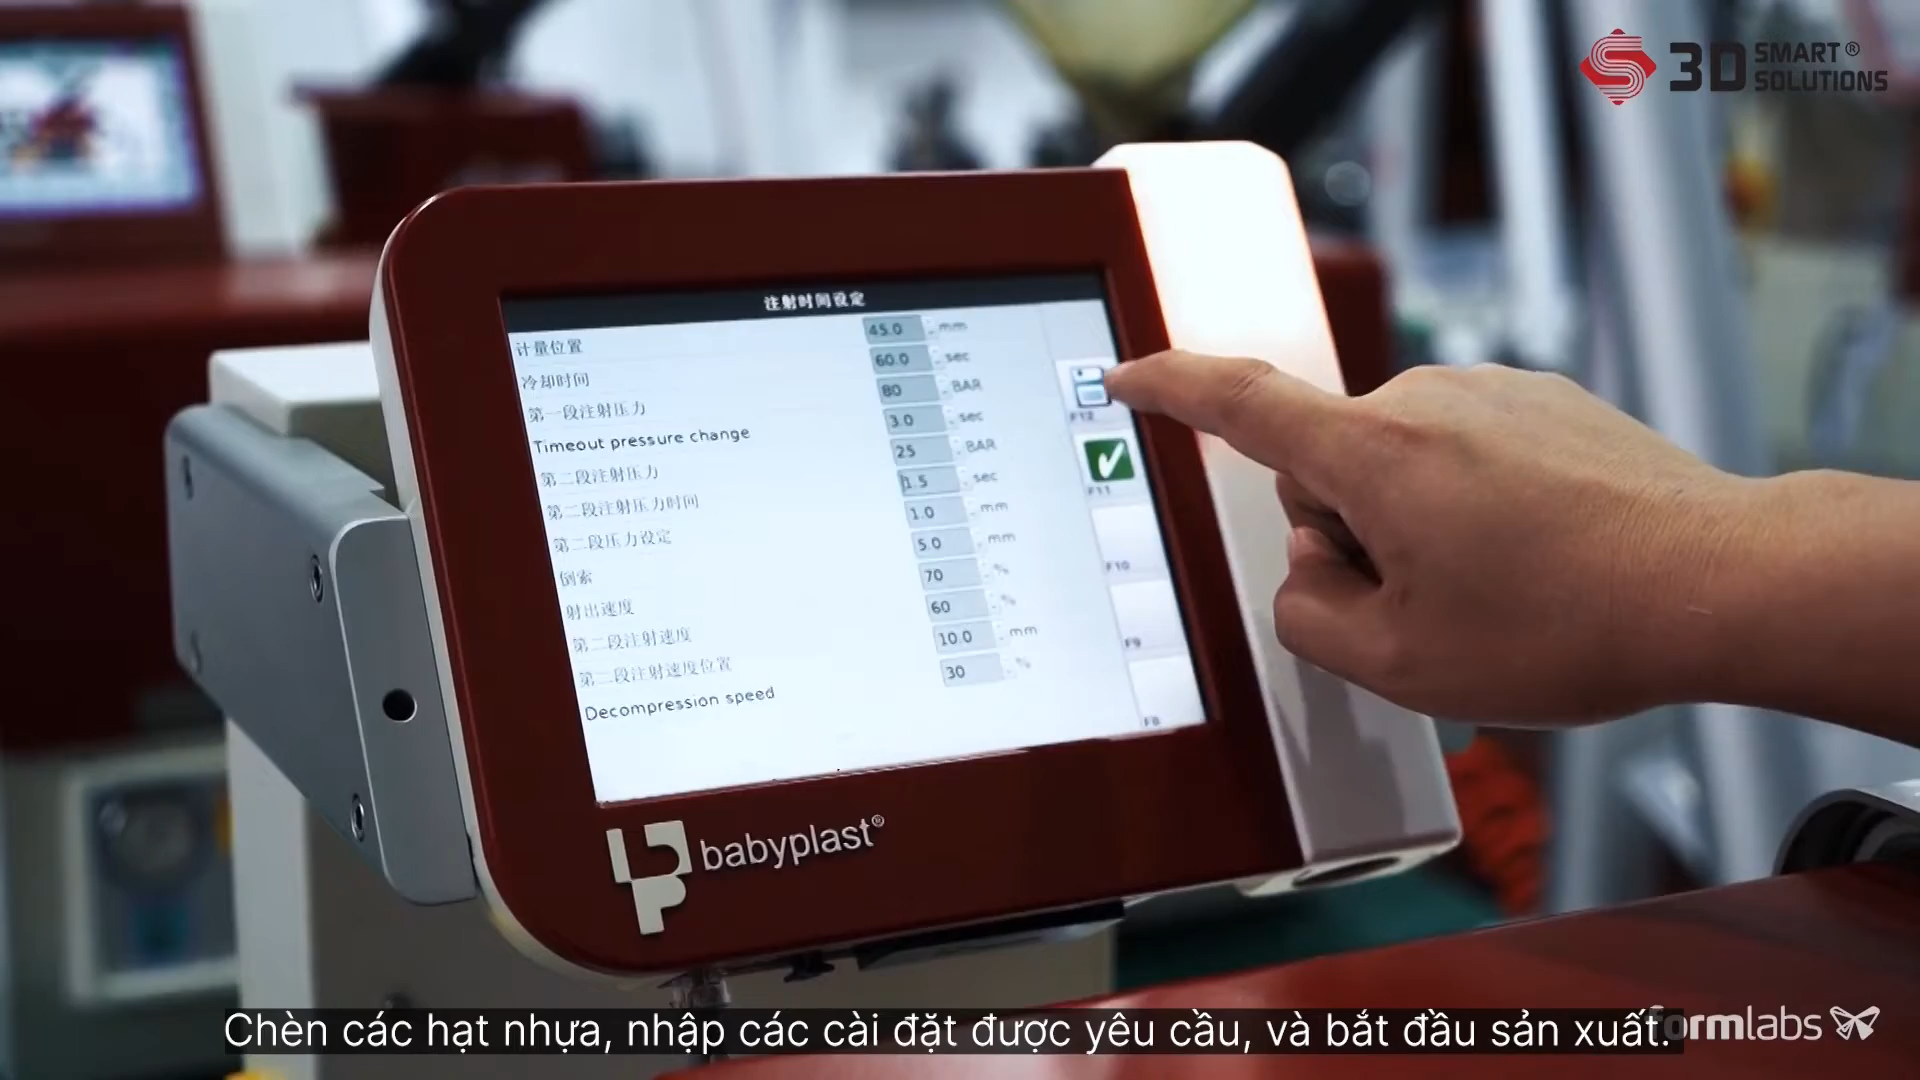 3D SMART®
SOLUTIONS
注射时间设定
计量位置 45.0 mm
冷却时间 60.0 sec
第一段注射压力 80 BAR
Timeout pressure change 3.0 sec
第二段注射压力 25 BAR
第二段注射压力时间 1.5 sec
第二段压力设定 1.0 mm
倒索 5.0 mm
射出速度 70 %
第二段注射速度 60 %
第二段注射速度位置 10.0 mm
Decompression speed 30 %
F12
F11
F10
F9
F8
babyplast®
Chèn các hạt nhựa, nhập các cài đặt được yêu cầu, và bắt đầu sản xuất.
formlabs